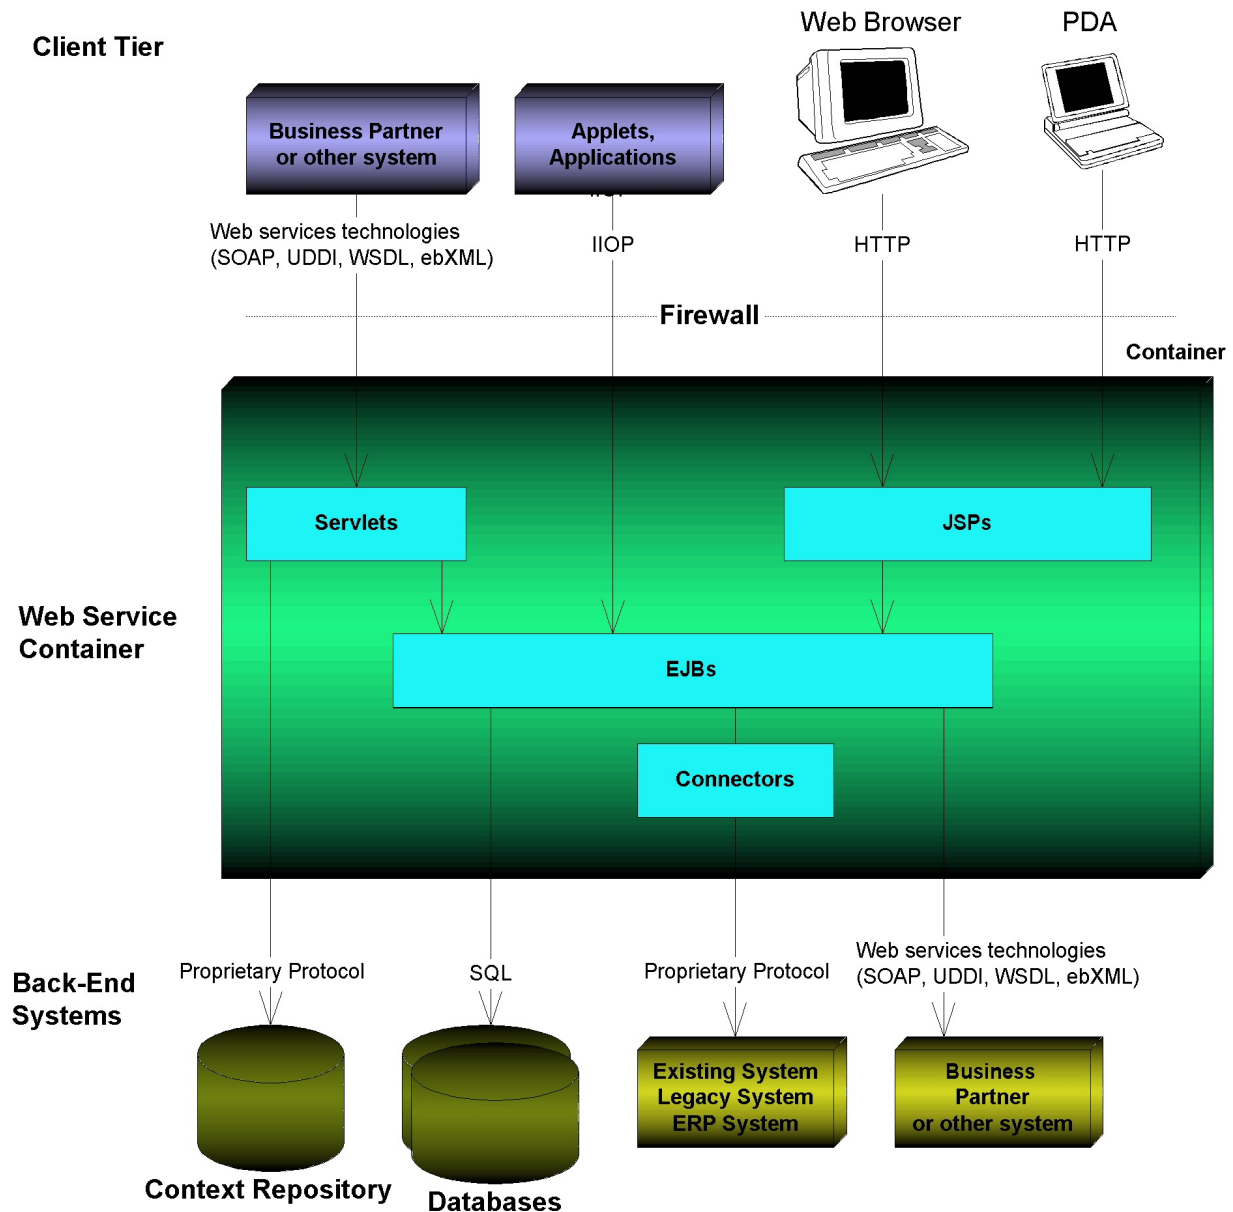 Client Tier
Web Browser
PDA
Business Partner
or other system
Applets,
Applications
Web services technologies
(SOAP, UDDI, WSDL, ebXML)
IIOP
HTTP
HTTP
Firewall
Container
Servlets
JSPs
Web Service
Container
EJBs
Connectors
Back-End
Systems
Proprietary Protocol
SQL
Proprietary Protocol
Web services technologies
(SOAP, UDDI, WSDL, ebXML)
Existing System
Legacy System
ERP System
Business
Partner
or other system
Context Repository
Databases